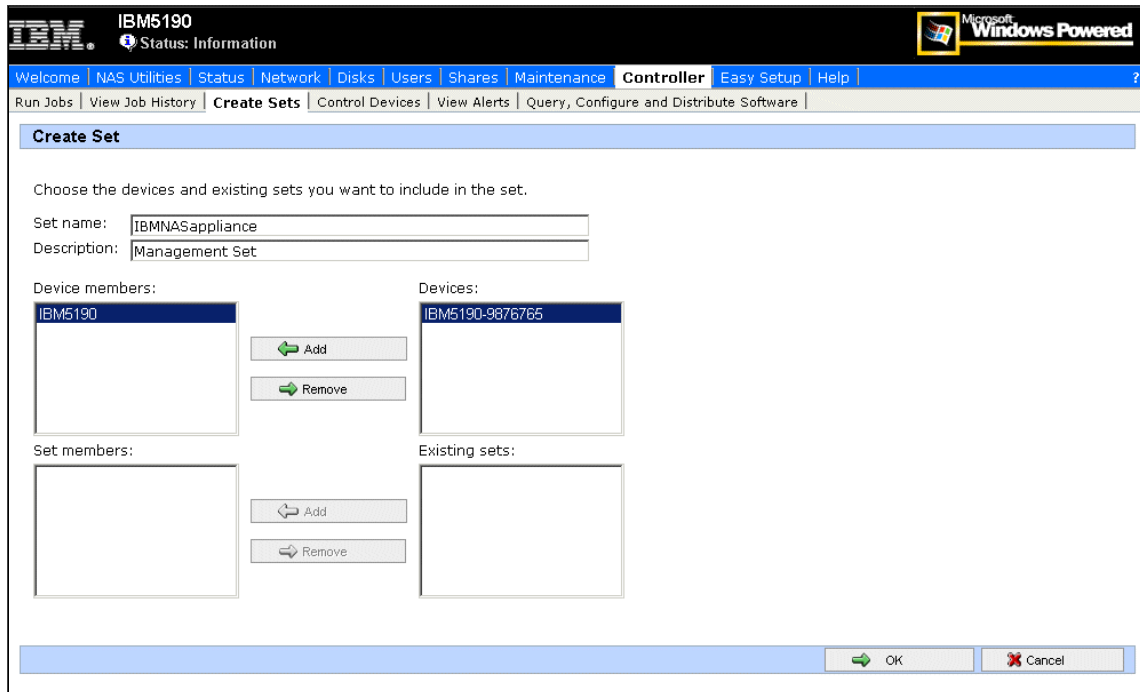 IBM®
IBM5190
Status: Information
Microsoft
Windows Powered
Welcome | NAS Utilities | Status | Network | Disks | Users | Shares | Maintenance | Controller | Easy Setup | Help | ?
Run Jobs | View Job History | Create Sets | Control Devices | View Alerts | Query, Configure and Distribute Software |
Create Set
Choose the devices and existing sets you want to include in the set.
Set name: IBMNASappliance
Description: Management Set
Device members: Devices:
IBM5190 IBM5190-9876765
Add
Remove
Set members: Existing sets:
Add
Remove
OK Cancel